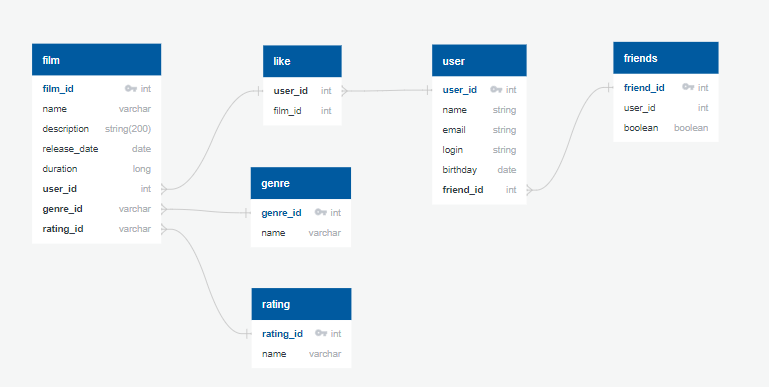 film
film_id int
name varchar
description string(200)
release_date date
duration long
user_id int
genre_id varchar
rating_id varchar
like
user_id int
film_id int
genre
genre_id int
name varchar
rating
rating_id int
name varchar
user
user_id int
name string
email string
login string
birthday date
friend_id int
friends
friend_id int
user_id int
boolean boolean